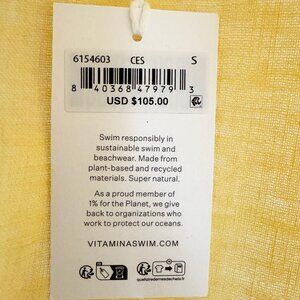 6154603 CES S
8 40368 47979 3
USD $105.00
Swim responsibly in
sustainable swim and
beachwear. Made from
plant-based and recycled
materials. Super natural.
As a proud member of
1% for the Planet, we give
back to organizations who
work to protect our oceans.
VITAMINASWIM.COM